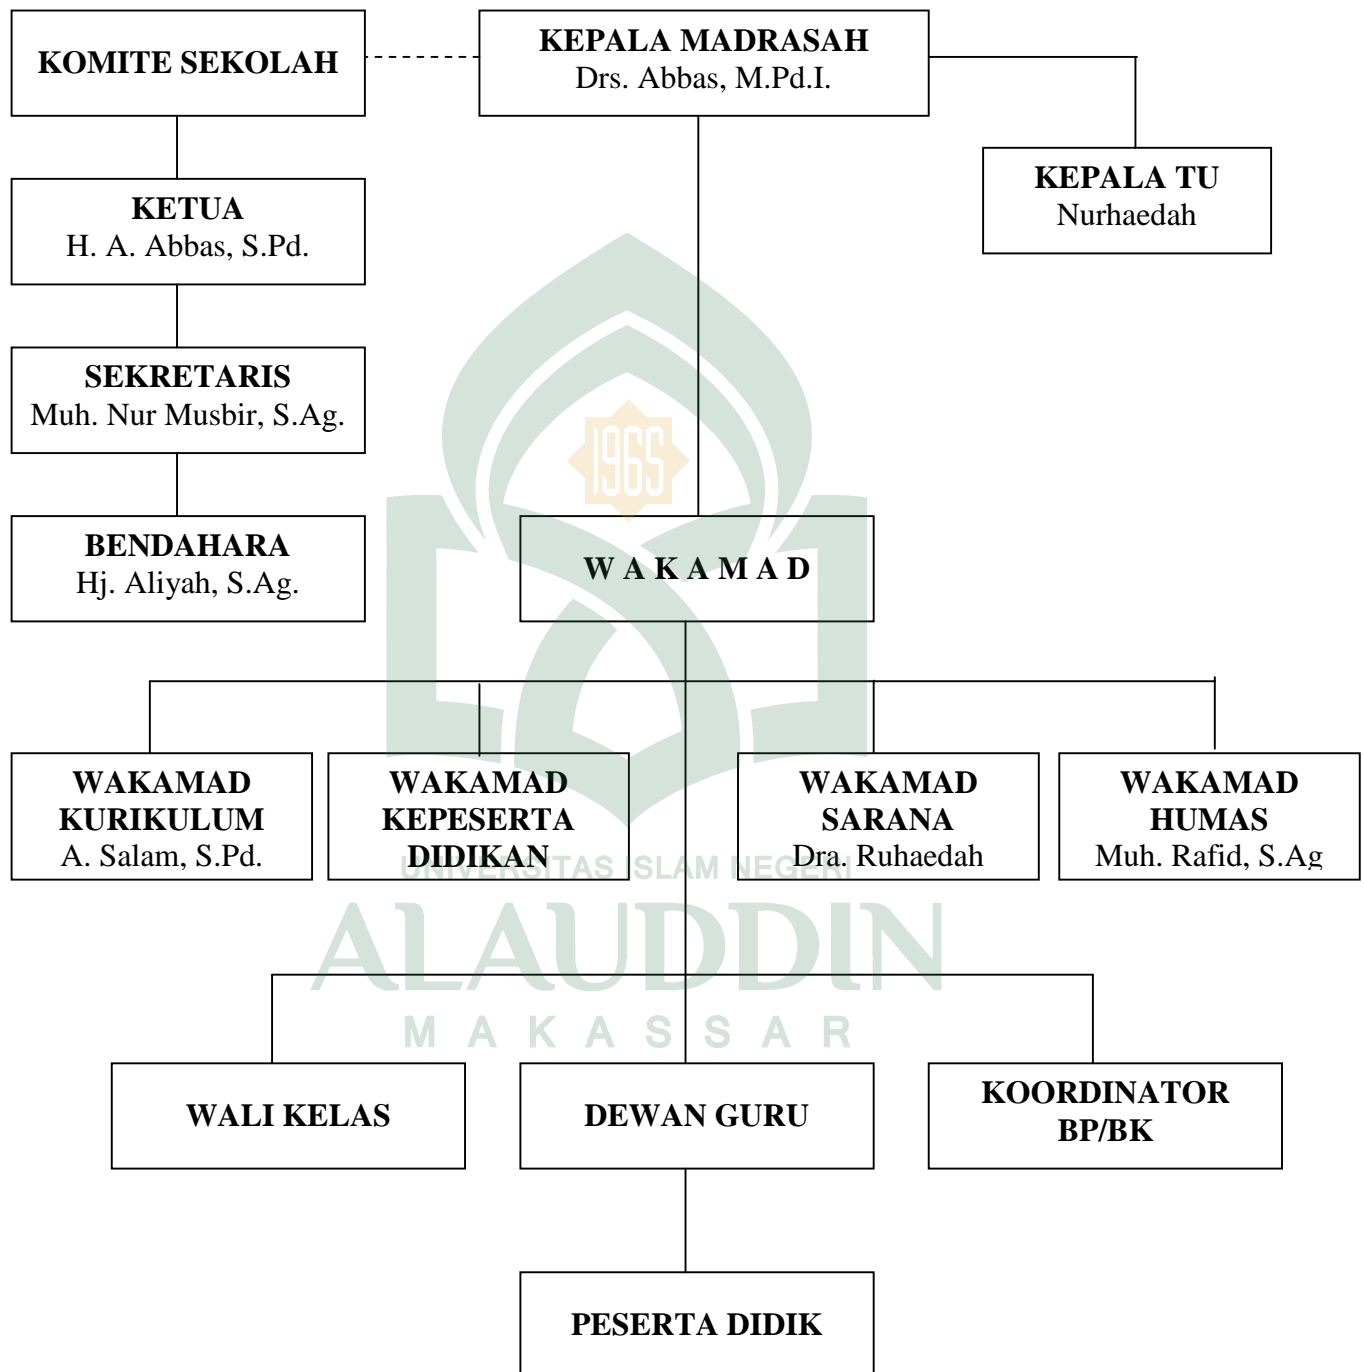 KOMITE SEKOLAH
KEPALA MADRASAH
Drs. Abbas, M.Pd.I.
KEPALA TU
Nurhaedah
KETUA
H. A. Abbas, S.Pd.
SEKRETARIS
Muh. Nur Musbir, S.Ag.
1965
BENDAHARA
Hj. Aliyah, S.Ag.
W A K A M A D
WAKAMAD
KURIKULUM
A. Salam, S.Pd.
WAKAMAD
KEPESERTA
DIDIKAN
WAKAMAD
SARANA
Dra. Ruhaedah
WAKAMAD
HUMAS
Muh. Rafid, S.Ag
UNIVERSITAS ISLAM NEGERI
ALAUDDIN
M A K A S S A R
WALI KELAS
DEWAN GURU
KOORDINATOR
BP/BK
PESERTA DIDIK